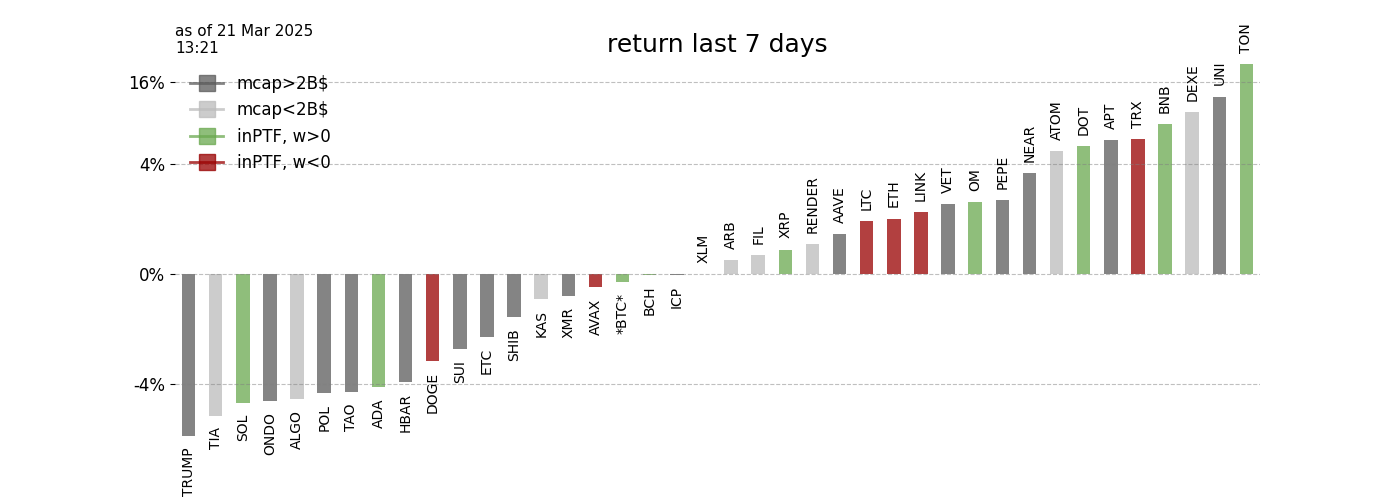 as of 21 Mar 2025
13:21
return last 7 days
16%
4%
0%
-4%
mcap>2B$
mcap<2B$
inPTF, w>0
inPTF, w<0
TRUMP
TIA
SOL
ONDO
ALGO
POL
TAO
ADA
HBAR
DOGE
SUI
ETC
SHIB
KAS
XMR
AVAX
*BTC*
BCH
ICP
XLM
ARB
FIL
XRP
RENDER
AAVE
LTC
ETH
LINK
VET
OM
PEPE
NEAR
ATOM
DOT
APT
TRX
BNB
DEXE
UNI
TON